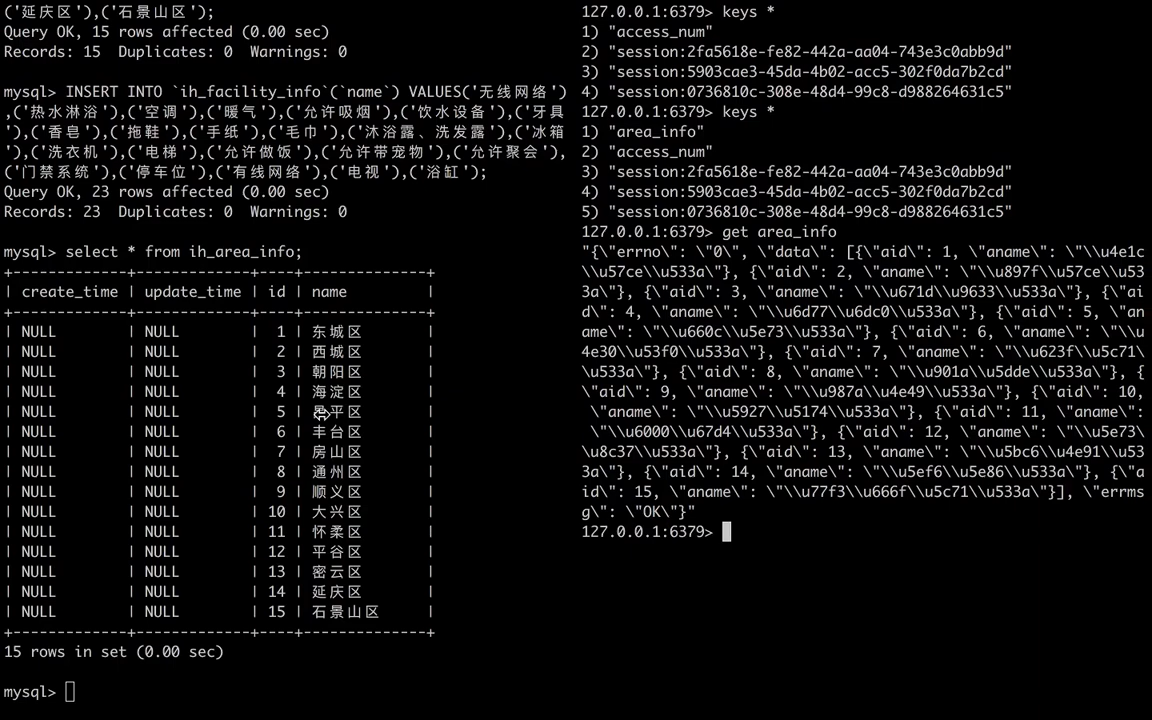 ('延庆区'),('石景山区');
Query OK, 15 rows affected (0.00 sec)
Records: 15  Duplicates: 0  Warnings: 0
mysql> INSERT INTO `ih_facility_info`(`name`) VALUES('无线网络')
,('热水淋浴'),('空调'),('暖气'),('允许吸烟'),('饮水设备'),('牙具
'),('香皂'),('拖鞋'),('手纸'),('毛巾'),('沐浴露、洗发露'),('冰箱
'),('洗衣机'),('电梯'),('允许做饭'),('允许带宠物'),('允许聚会'),
('门禁系统'),('停车位'),('有线网络'),('电视'),('浴缸');
Query OK, 23 rows affected (0.00 sec)
Records: 23  Duplicates: 0  Warnings: 0
mysql> select * from ih_area_info;
+-------------+-------------+----+--------------+
| create_time | update_time | id | name         |
+-------------+-------------+----+--------------+
| NULL        | NULL        |  1 | 东城区       |
| NULL        | NULL        |  2 | 西城区       |
| NULL        | NULL        |  3 | 朝阳区       |
| NULL        | NULL        |  4 | 海淀区       |
| NULL        | NULL        |  5 | 昌平区       |
| NULL        | NULL        |  6 | 丰台区       |
| NULL        | NULL        |  7 | 房山区       |
| NULL        | NULL        |  8 | 通州区       |
| NULL        | NULL        |  9 | 顺义区       |
| NULL        | NULL        | 10 | 大兴区       |
| NULL        | NULL        | 11 | 怀柔区       |
| NULL        | NULL        | 12 | 平谷区       |
| NULL        | NULL        | 13 | 密云区       |
| NULL        | NULL        | 14 | 延庆区       |
| NULL        | NULL        | 15 | 石景山区     |
+-------------+-------------+----+--------------+
15 rows in set (0.00 sec)
mysql>
127.0.0.1:6379> keys *
1) "access_num"
2) "session:2fa5618e-fe82-442a-aa04-743e3c0abb9d"
3) "session:5903cae3-45da-4b02-acc5-302f0da7b2cd"
4) "session:0736810c-308e-48d4-99c8-d988264631c5"
127.0.0.1:6379> keys *
1) "area_info"
2) "access_num"
3) "session:2fa5618e-fe82-442a-aa04-743e3c0abb9d"
4) "session:5903cae3-45da-4b02-acc5-302f0da7b2cd"
5) "session:0736810c-308e-48d4-99c8-d988264631c5"
127.0.0.1:6379> get area_info
"{\"errno\": \"0\", \"data\": [{\"aid\": 1, \"aname\": \"\\u4e1c
\\u57ce\\u533a\"}, {\"aid\": 2, \"aname\": \"\\u897f\\u57ce\\u53
3a\"}, {\"aid\": 3, \"aname\": \"\\u671d\\u9633\\u533a\"}, {\"ai
d\": 4, \"aname\": \"\\u6d77\\u6dc0\\u533a\"}, {\"aid\": 5, \"an
ame\": \"\\u660c\\u5e73\\u533a\"}, {\"aid\": 6, \"aname\": \"\\u
4e30\\u53f0\\u533a\"}, {\"aid\": 7, \"aname\": \"\\u623f\\u5c71\
\u533a\"}, {\"aid\": 8, \"aname\": \"\\u901a\\u5dde\\u533a\"}, {
\"aid\": 9, \"aname\": \"\\u987a\\u4e49\\u533a\"}, {\"aid\": 10,
 \"aname\": \"\\u5927\\u5174\\u533a\"}, {\"aid\": 11, \"aname\":
 \"\\u6000\\u67d4\\u533a\"}, {\"aid\": 12, \"aname\": \"\\u5e73\
\u8c37\\u533a\"}, {\"aid\": 13, \"aname\": \"\\u5bc6\\u4e91\\u53
3a\"}, {\"aid\": 14, \"aname\": \"\\u5ef6\\u5e86\\u533a\"}, {\"a
id\": 15, \"aname\": \"\\u77f3\\u666f\\u5c71\\u533a\"}], \"errms
g\": \"OK\"}"
127.0.0.1:6379>